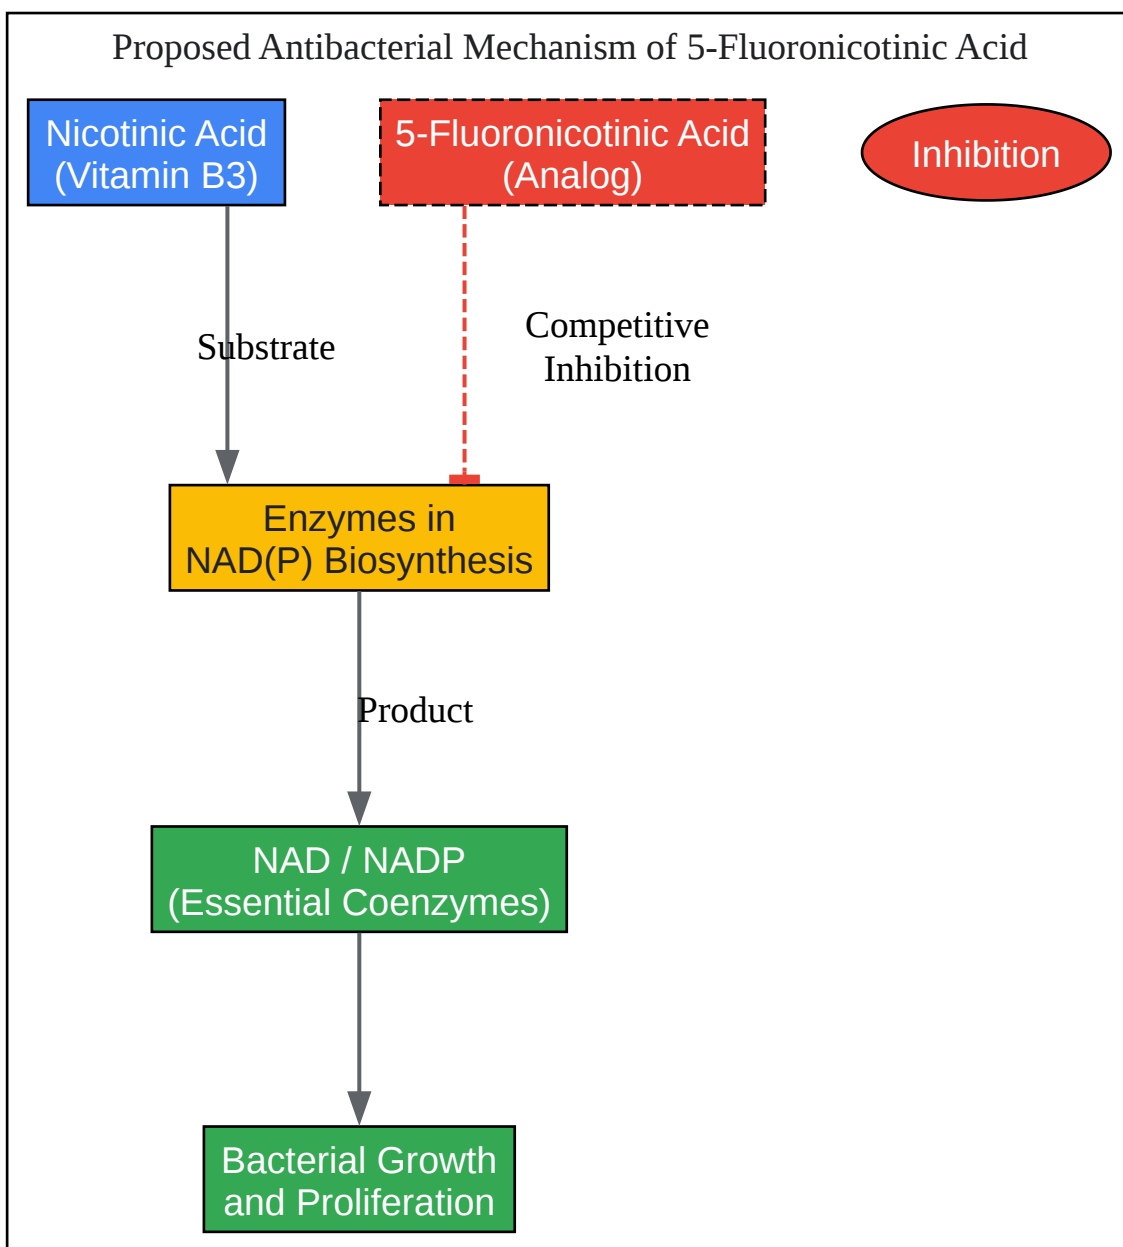 Proposed Antibacterial Mechanism of 5-Fluoronicotinic Acid
Nicotinic Acid
(Vitamin B3)
5-Fluoronicotinic Acid
(Analog)
Inhibition
Substrate
Competitive
Inhibition
Enzymes in
NAD(P) Biosynthesis
Product
NAD / NADP
(Essential Coenzymes)
Bacterial Growth
and Proliferation